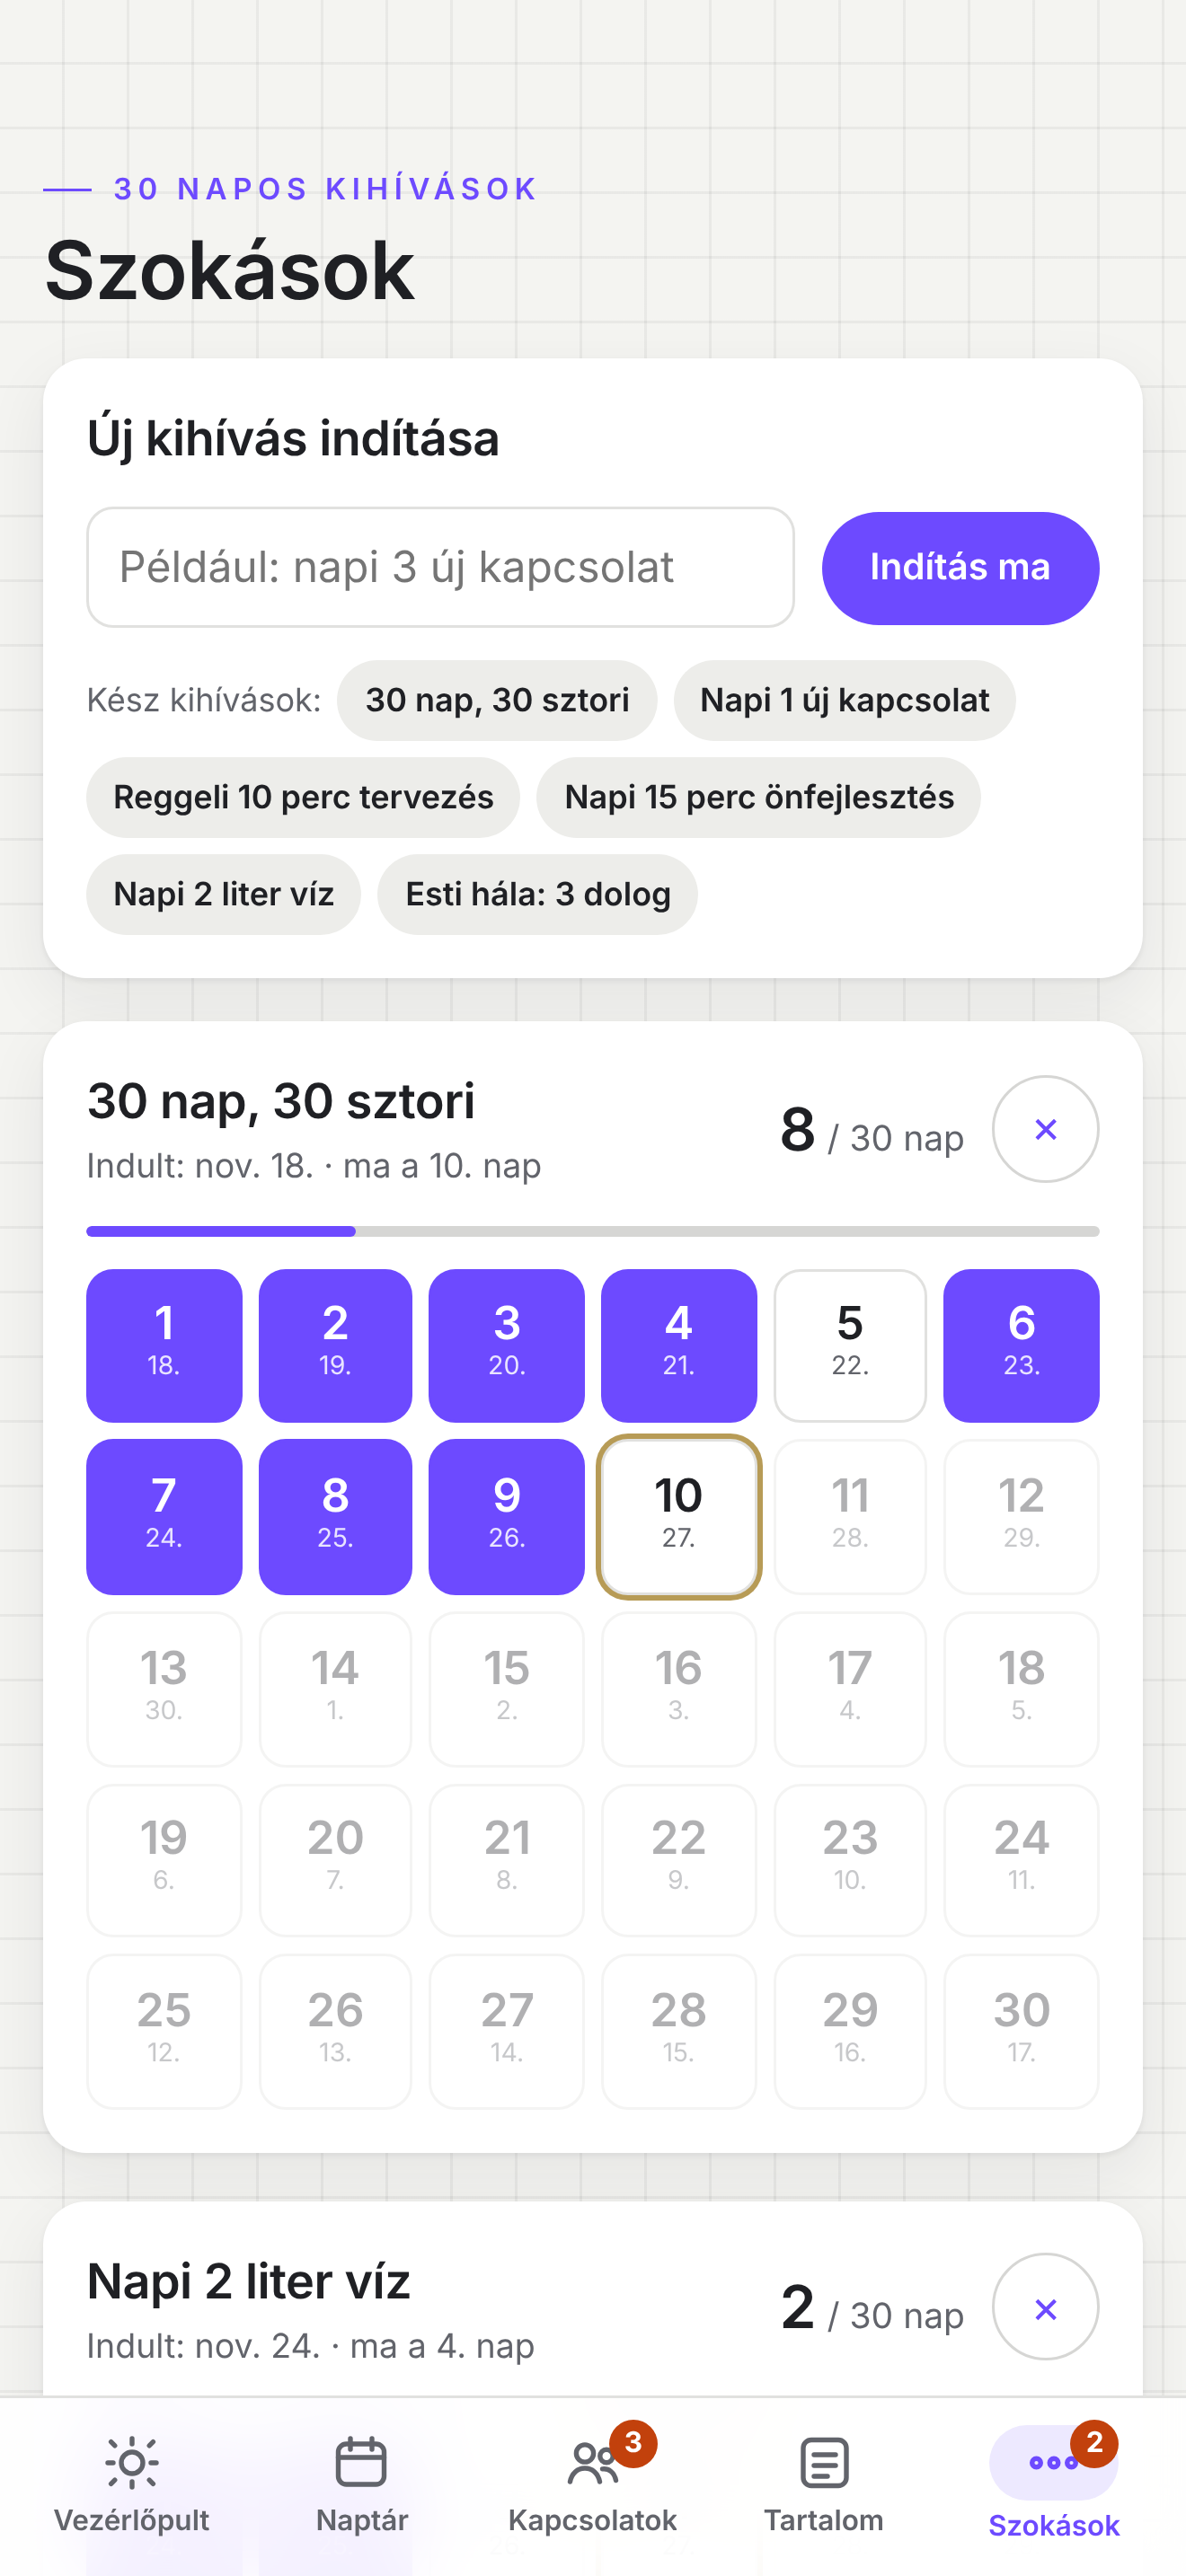 30 NAPOS KIHÍVÁSOK
Szokások
Új kihívás indítása
Például: napi 3 új kapcsolat
Indítás ma
Kész kihívások: 30 nap, 30 sztori Napi 1 új kapcsolat
Reggeli 10 perc tervezés Napi 15 perc önfejlesztés
Napi 2 liter víz Esti hála: 3 dolog
30 nap, 30 sztori
Indult: nov. 18. · ma a 10. nap
8 / 30 nap
×
1 2 3 4 5 6
18. 19. 20. 21. 22. 23.
7 8 9 10 11 12
24. 25. 26. 27. 28. 29.
13 14 15 16 17 18
30. 1. 2. 3. 4. 5.
19 20 21 22 23 24
6. 7. 8. 9. 10. 11.
25 26 27 28 29 30
12. 13. 14. 15. 16. 17.
Napi 2 liter víz
Indult: nov. 24. · ma a 4. nap
2 / 30 nap
×
3 2
Vezérlőpult Naptár Kapcsolatok Tartalom Szokások